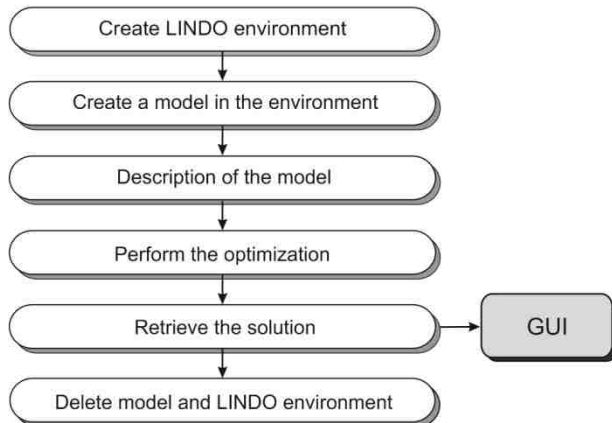 Create LINDO environment
Create a model in the environment
Description of the model
Perform the optimization
Retrieve the solution
GUI
Delete model and LINDO environment